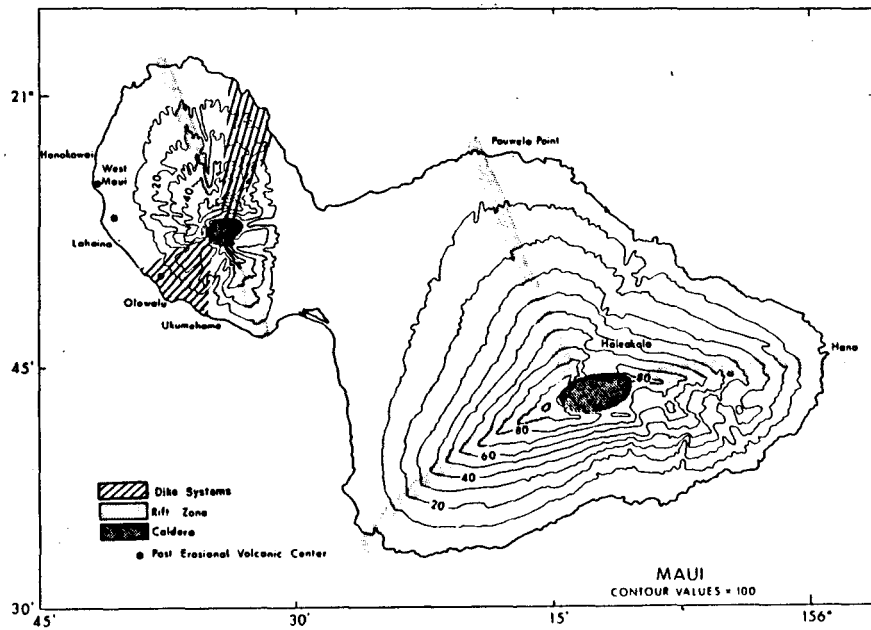 21°
Pauwela Point
Honokawai
West
Maui
20
40
Lahaina
Olowalu
Ukumehame
45'
Haleakala
Hana
80
80
60
40
20
Dike Systems
Rift Zone
Caldera
Post Erosional Volcanic Center
MAUI
CONTOUR VALUES = 100
30'
45'
30'
15'
156°